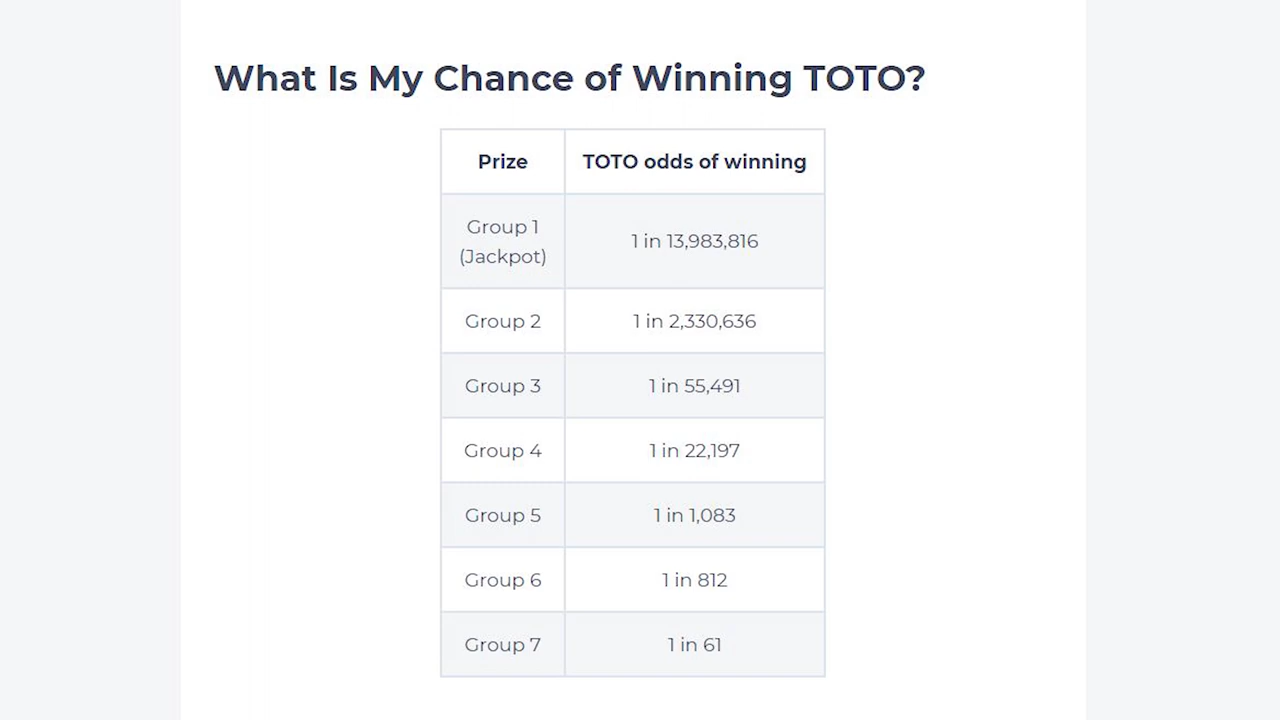 What Is My Chance of Winning TOTO?
Prize TOTO odds of winning
Group 1
(Jackpot)
1 in 13,983,816
Group 2 1 in 2,330,636
Group 3 1 in 55,491
Group 4 1 in 22,197
Group 5 1 in 1,083
Group 6 1 in 812
Group 7 1 in 61